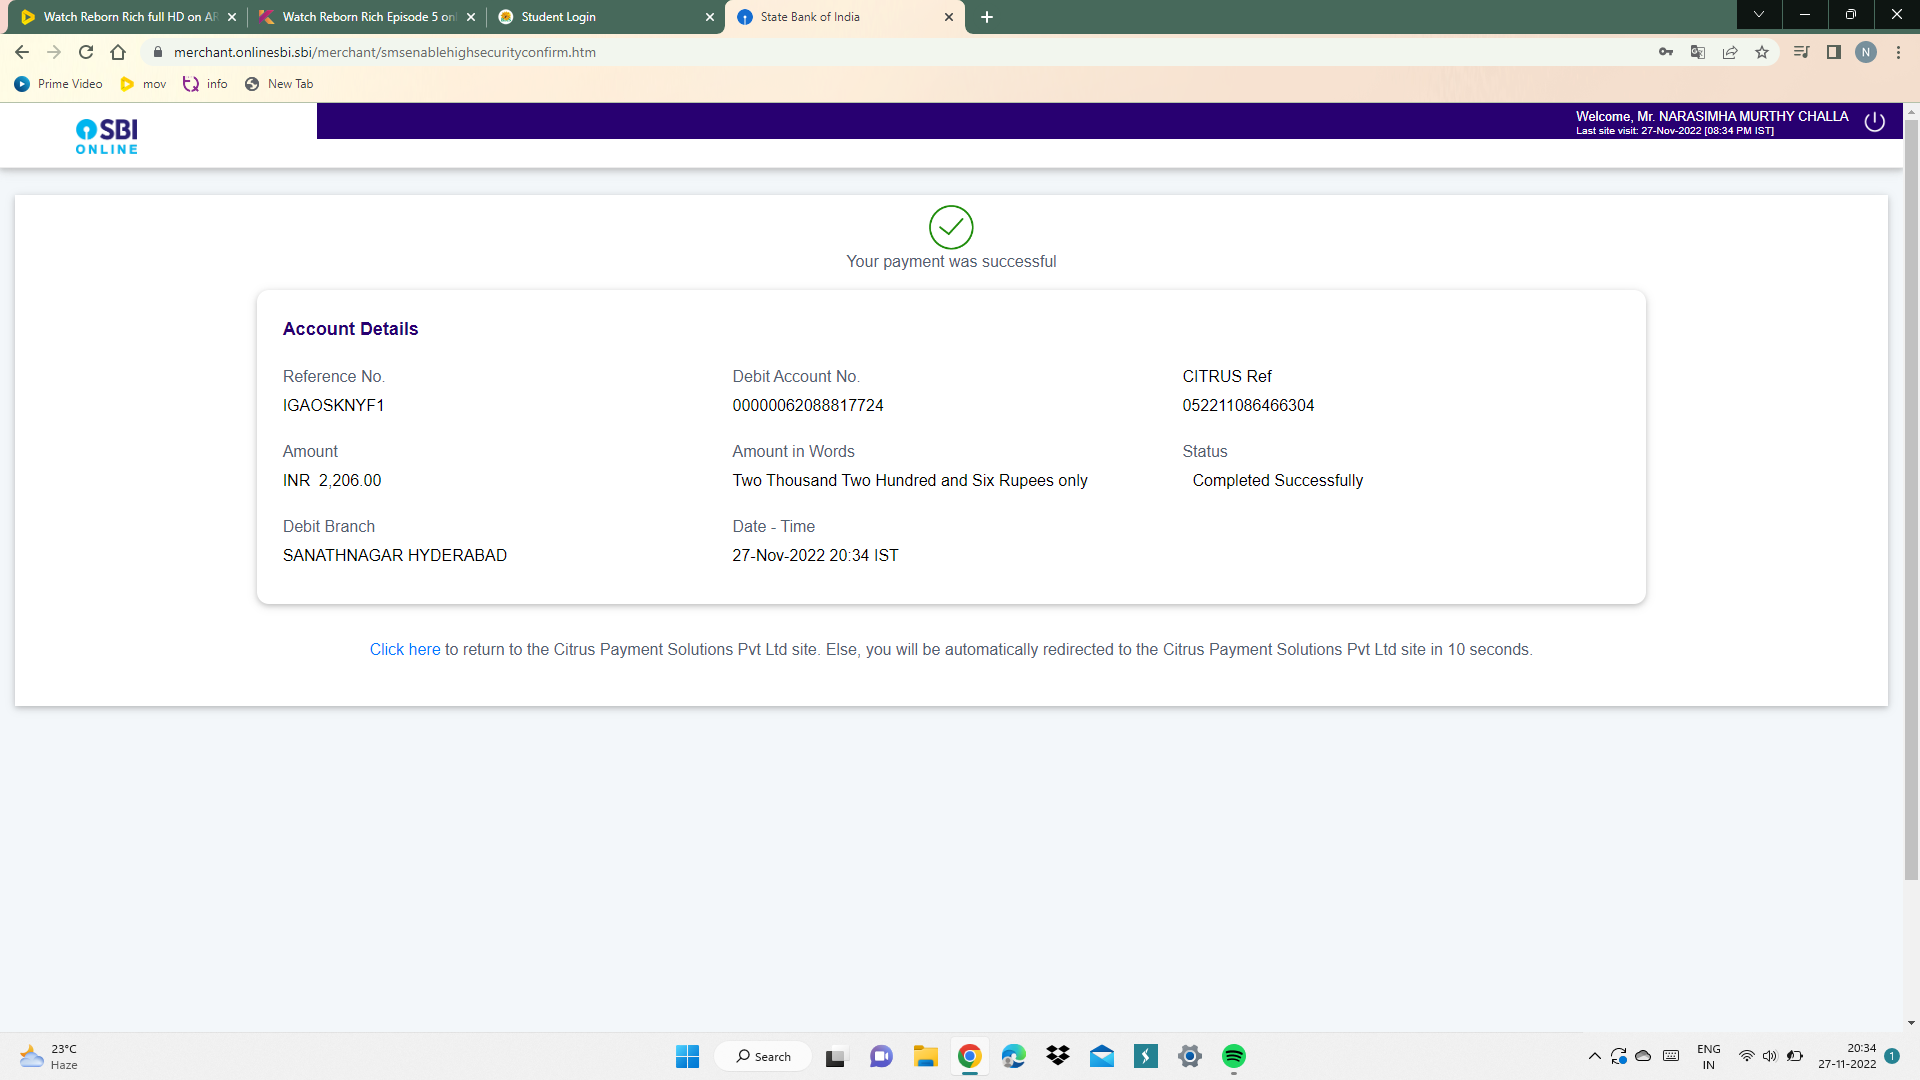 Watch Reborn Rich full HD on AR
Watch Reborn Rich Episode 5 onl
Student Login
State Bank of India
merchant.onlinesbi.sbi/merchant/smsenablehighsecurityconfirm.htm
N
Prime Video
mov
info
New Tab
SBI
ONLINE
Welcome, Mr. NARASIMHA MURTHY CHALLA
Last site visit: 27-Nov-2022 [08:34 PM IST]
Your payment was successful
Account Details
Reference No.
IGAOSKNYF1
Debit Account No.
00000062088817724
CITRUS Ref
052211086466304
Amount
INR 2,206.00
Amount in Words
Two Thousand Two Hundred and Six Rupees only
Status
Completed Successfully
Debit Branch
SANATHNAGAR HYDERABAD
Date - Time
27-Nov-2022 20:34 IST
Click here to return to the Citrus Payment Solutions Pvt Ltd site. Else, you will be automatically redirected to the Citrus Payment Solutions Pvt Ltd site in 10 seconds.
23°C
Haze
Search
ENG
IN
20:34
27-11-2022
1